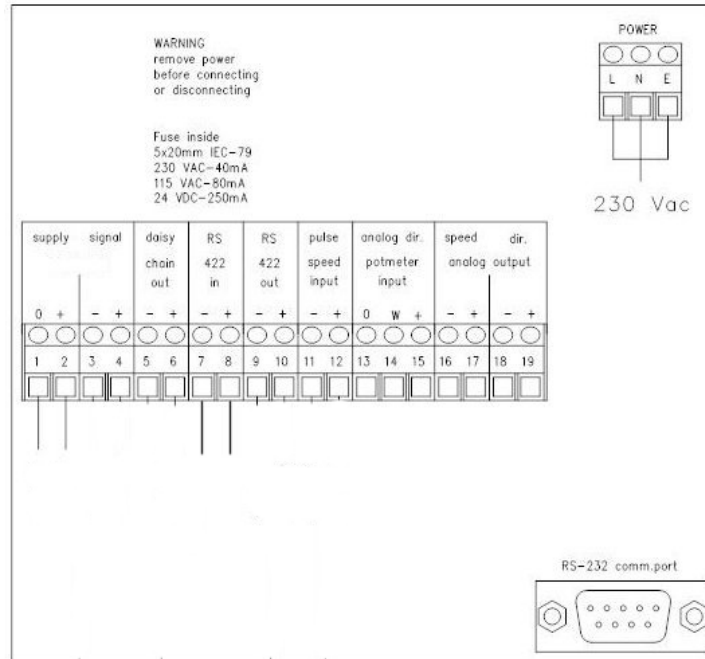 WARNING
remove power
before connecting
or disconnecting
Fuse inside
5x20mm IEC-79
230 VAC-40mA
115 VAC-80mA
24 VDC-250mA
POWER
L N E
230 Vac
supply signal daisy RS RS pulse analog dir. speed dir.
chain 422 422 speed potmeter analog output
out in out input input
0 + - + - + - + - + - + 0 W + - + - +
1 2 3 4 5 6 7 8 9 10 11 12 13 14 15 16 17 18 19
RS-232 comm.port